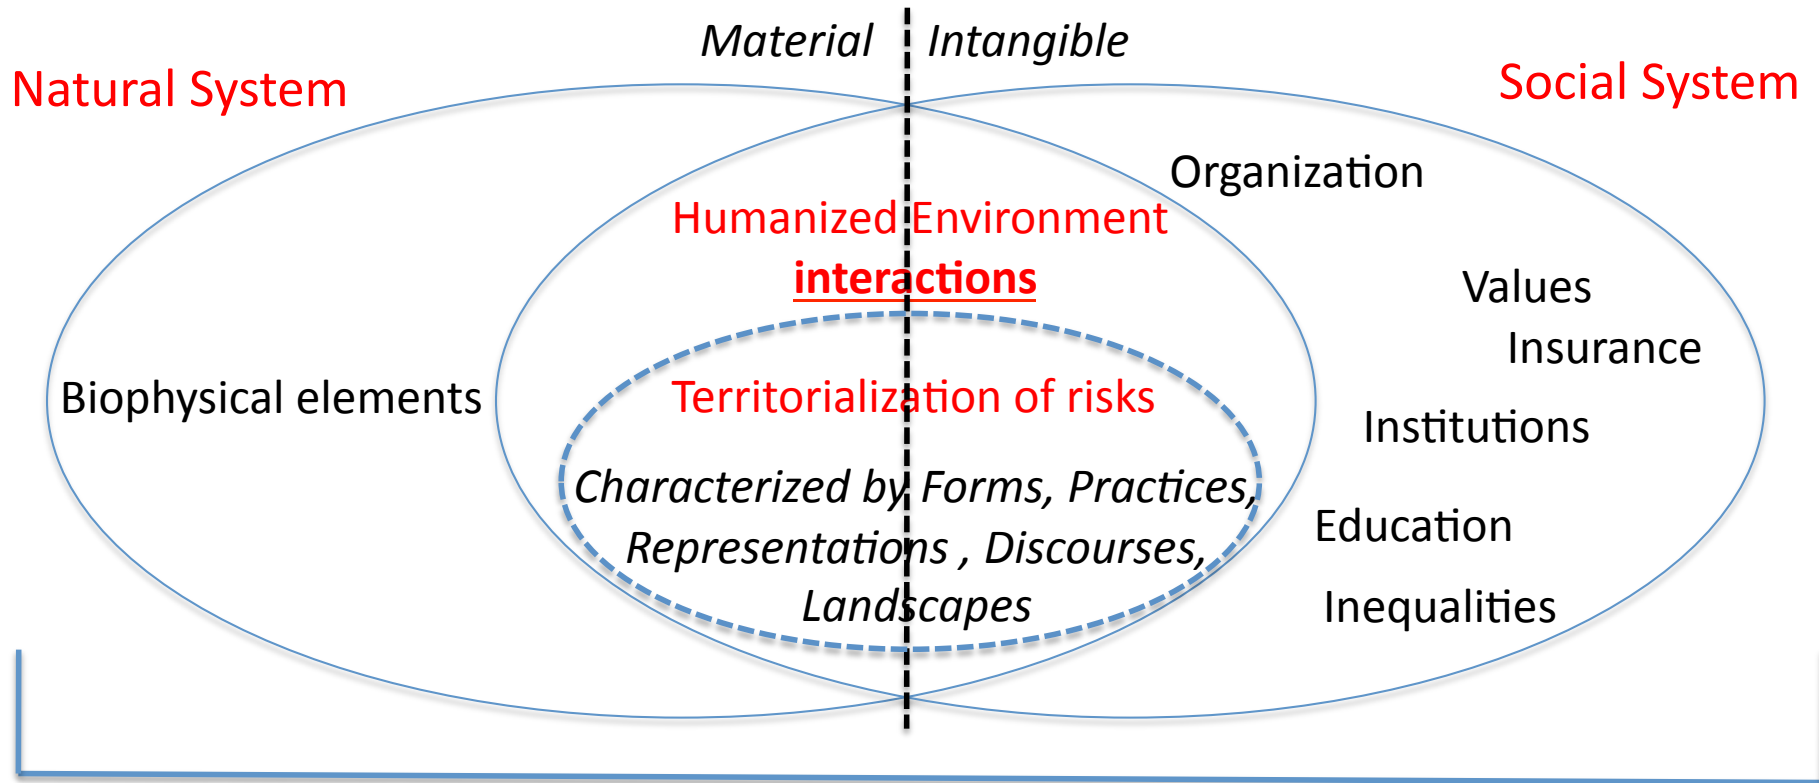 Material Intangible
Natural System
Social System
Organization
Humanized Environment
interactions
Values
Insurance
Biophysical elements
Territorialization of risks
Institutions
Characterized by Forms, Practices,
Representations , Discourses,
Landscapes
Education
Inequalities